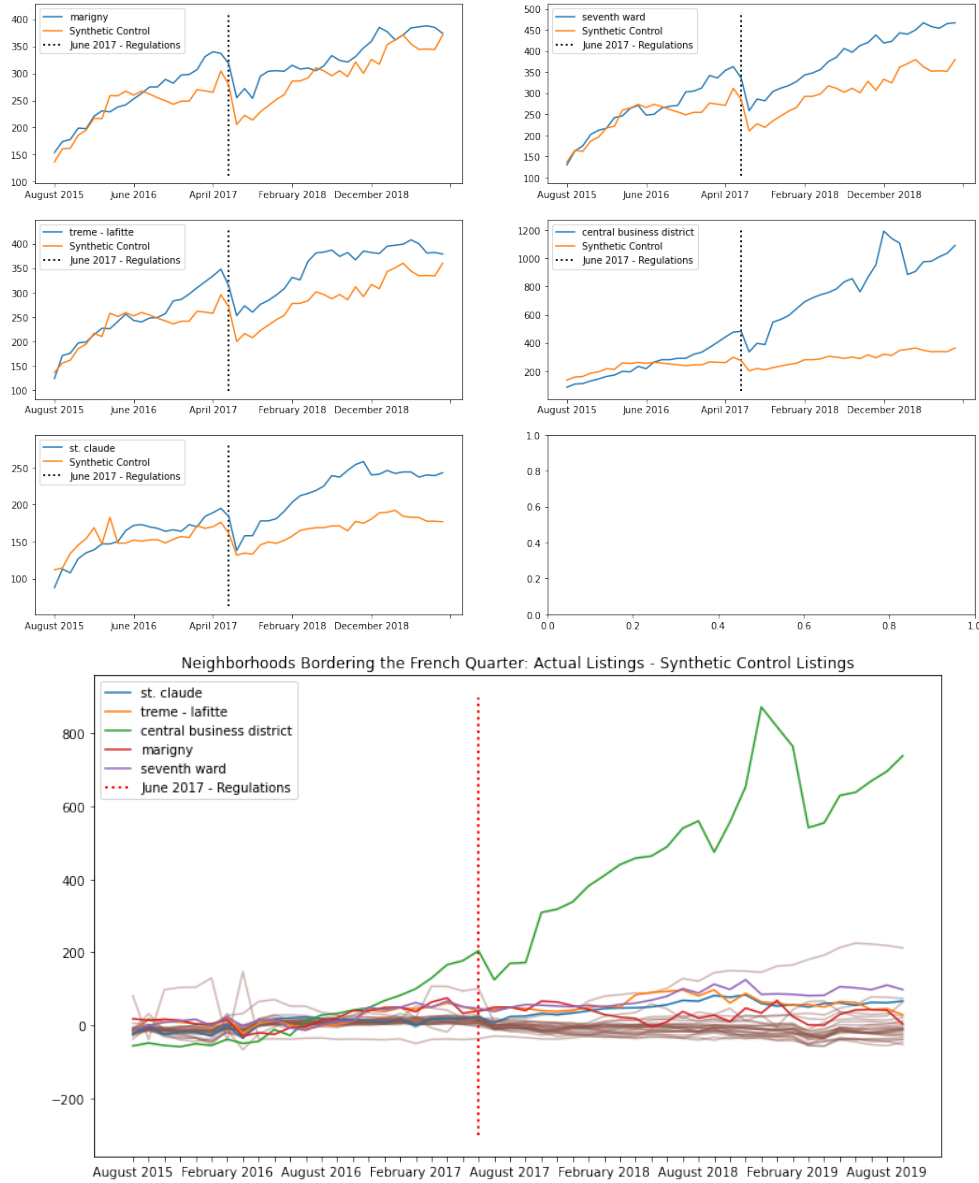 marigny
Synthetic Control
June 2017 - Regulations
400
350
300
250
200
150
100
August 2015 June 2016 April 2017 February 2018 December 2018
seventh ward
Synthetic Control
June 2017 - Regulations
500
450
400
350
300
250
200
150
100
August 2015 June 2016 April 2017 February 2018 December 2018
treme - lafitte
Synthetic Control
June 2017 - Regulations
400
350
300
250
200
150
100
August 2015 June 2016 April 2017 February 2018 December 2018
central business district
Synthetic Control
June 2017 - Regulations
1200
1000
800
600
400
200
August 2015 June 2016 April 2017 February 2018 December 2018
st. claude
Synthetic Control
June 2017 - Regulations
250
200
150
100
August 2015 June 2016 April 2017 February 2018 December 2018
1.0
0.8
0.6
0.4
0.2
0.0
0.0 0.2 0.4 0.6 0.8 1.0
Neighborhoods Bordering the French Quarter: Actual Listings - Synthetic Control Listings
st. claude
treme - lafitte
central business district
marigny
seventh ward
June 2017 - Regulations
800
600
400
200
0
−200
August 2015 February 2016 August 2016 February 2017 August 2017 February 2018 August 2018 February 2019 August 2019